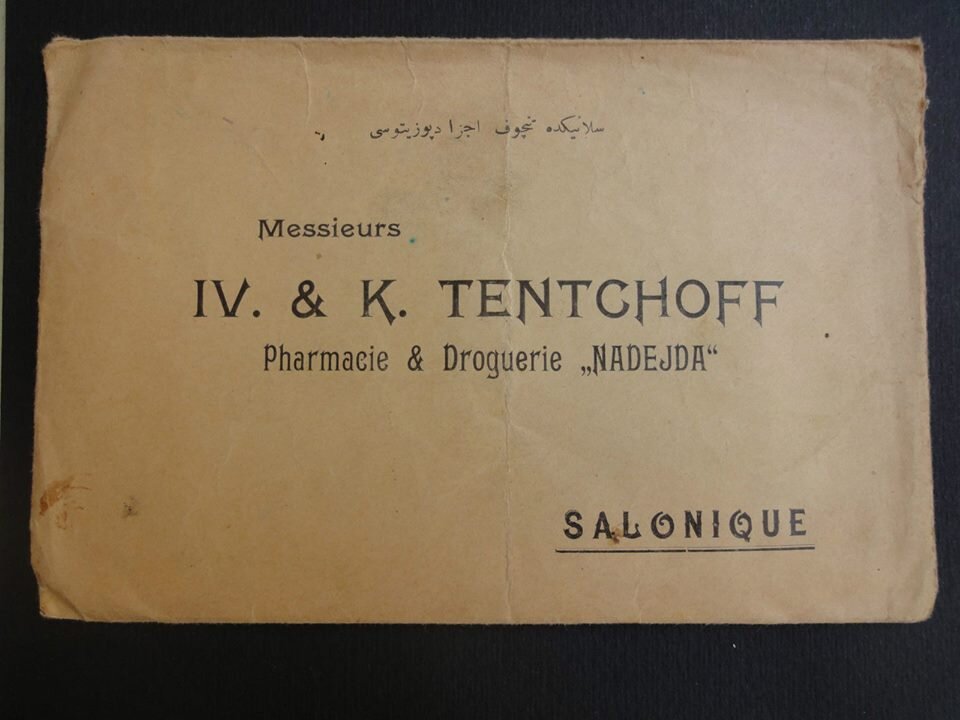 سلانیكده تنچوف اجزا دپوزیتوسی
Messieurs
IV. & K. TENTCHOFF
Pharmacie & Droguerie „NADEJDA“
SALONIQUE